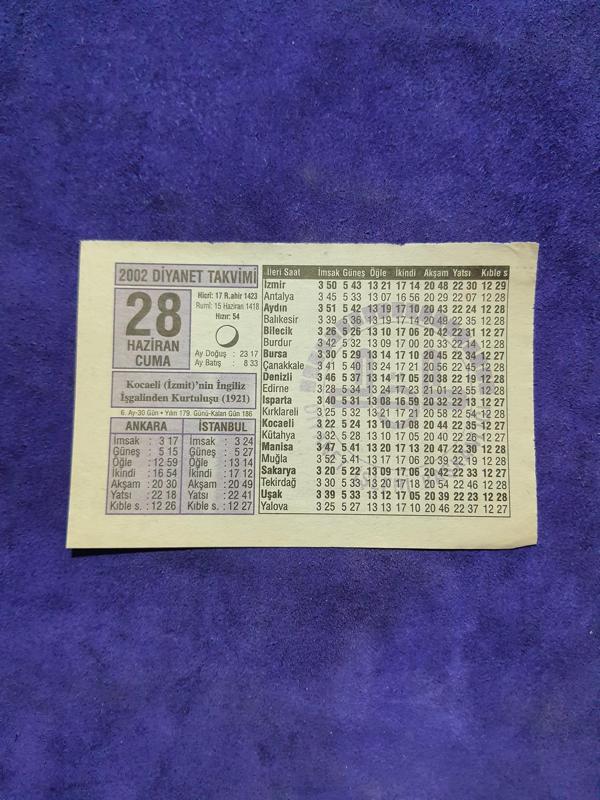 2002 DİYANET TAKVİMİ
28
HAZİRAN
CUMA
Hicrî: 17 R.ahir 1423
Rumî: 15 Haziran 1418
Hızır: 54
Ay Doğuş : 23 17
Ay Batış : 8 33
Kocaeli (İzmit)'nin İngiliz
İşgalinden Kurtuluşu (1921)
6. Ay-30 Gün • Yılın 179. Günü-Kalan Gün 186
ANKARA
İmsak : 3 17
Güneş : 5 15
Öğle : 12 59
İkindi : 16 54
Akşam : 20 30
Yatsı : 22 18
Kıble s. : 12 26
İSTANBUL
İmsak : 3 24
Güneş : 5 27
Öğle : 13 14
İkindi : 17 12
Akşam : 20 49
Yatsı : 22 41
Kıble s. : 12 27
İleri Saat İmsak Güneş Öğle İkindi Akşam Yatsı Kıble s
İzmir 3 50 5 43 13 21 17 14 20 48 22 30 12 29
Antalya 3 45 5 33 13 07 16 56 20 29 22 07 12 28
Aydın 3 51 5 42 13 19 17 10 20 43 22 24 12 28
Balıkesir 3 39 5 36 13 19 17 14 20 48 22 35 12 28
Bilecik 3 26 5 26 13 10 17 06 20 42 22 31 12 27
Burdur 3 42 5 32 13 09 17 00 20 33 22 14 12 28
Bursa 3 30 5 29 13 14 17 10 20 45 22 34 12 27
Çanakkale 3 41 5 40 13 24 17 21 20 56 22 45 12 28
Denizli 3 46 5 37 13 14 17 05 20 38 22 19 12 28
Edirne 3 28 5 34 13 24 17 23 21 01 22 55 12 28
Isparta 3 40 5 31 13 08 16 59 20 32 22 13 12 27
Kırklareli 3 25 5 32 13 21 17 21 20 58 22 54 12 28
Kocaeli 3 22 5 24 13 10 17 08 20 44 22 35 12 27
Kütahya 3 32 5 28 13 10 17 05 20 40 22 26 12 27
Manisa 3 47 5 41 13 20 17 13 20 47 22 30 12 28
Muğla 3 52 5 41 13 17 17 06 20 39 22 19 12 28
Sakarya 3 20 5 22 13 09 17 06 20 42 22 33 12 27
Tekirdağ 3 30 5 33 13 20 17 18 20 54 22 46 12 28
Uşak 3 39 5 33 13 12 17 05 20 39 22 23 12 28
Yalova 3 25 5 27 13 13 17 10 20 46 22 37 12 27